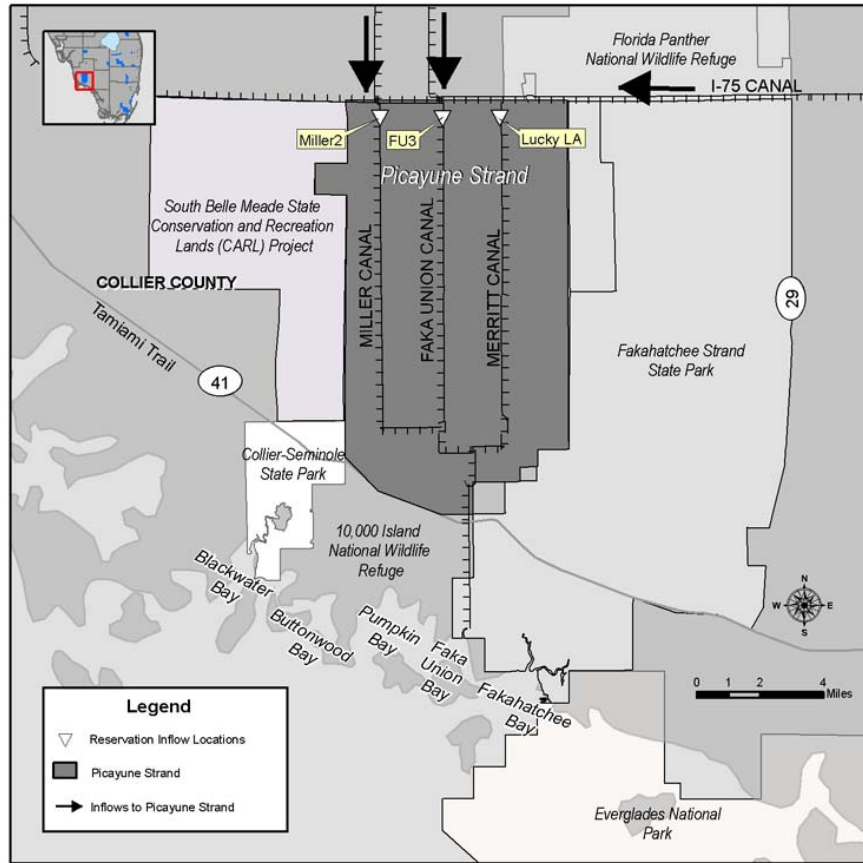 Florida Panther
National Wildlife Refuge
I-75 CANAL
Miller2
FU3
Lucky LA
Picayune Strand
South Belle Meade State
Conservation and Recreation
Lands (CARL) Project
COLLIER COUNTY
MILLER CANAL
FAKA UNION CANAL
MERRITT CANAL
29
Tamiami Trail
41
Fakahatchee Strand
State Park
Collier-Seminole
State Park
10,000 Island
National Wildlife
Refuge
Blackwater
Bay
Buttonwood
Bay
Pumpkin
Bay
Faka
Union
Bay
Fakahatchee
Bay
N
W
E
S
0 1 2 4
Miles
Legend
Reservation Inflow Locations
Picayune Strand
Inflows to Picayune Strand
Everglades National
Park